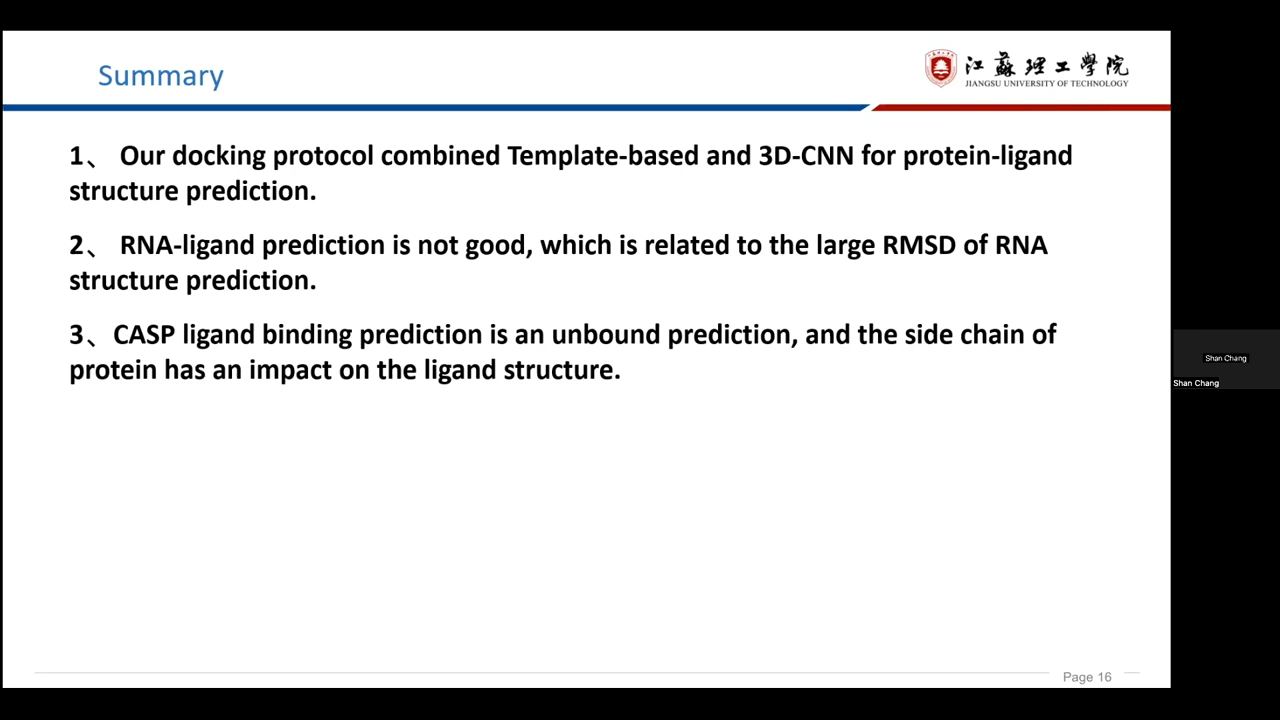 Summary
江蘇理工學院
JIANGSU UNIVERSITY OF TECHNOLOGY
1、 Our docking protocol combined Template-based and 3D-CNN for protein-ligand
structure prediction.
2、 RNA-ligand prediction is not good, which is related to the large RMSD of RNA
structure prediction.
3、CASP ligand binding prediction is an unbound prediction, and the side chain of
protein has an impact on the ligand structure.
Shan Chang
Shan Chang
Page 16